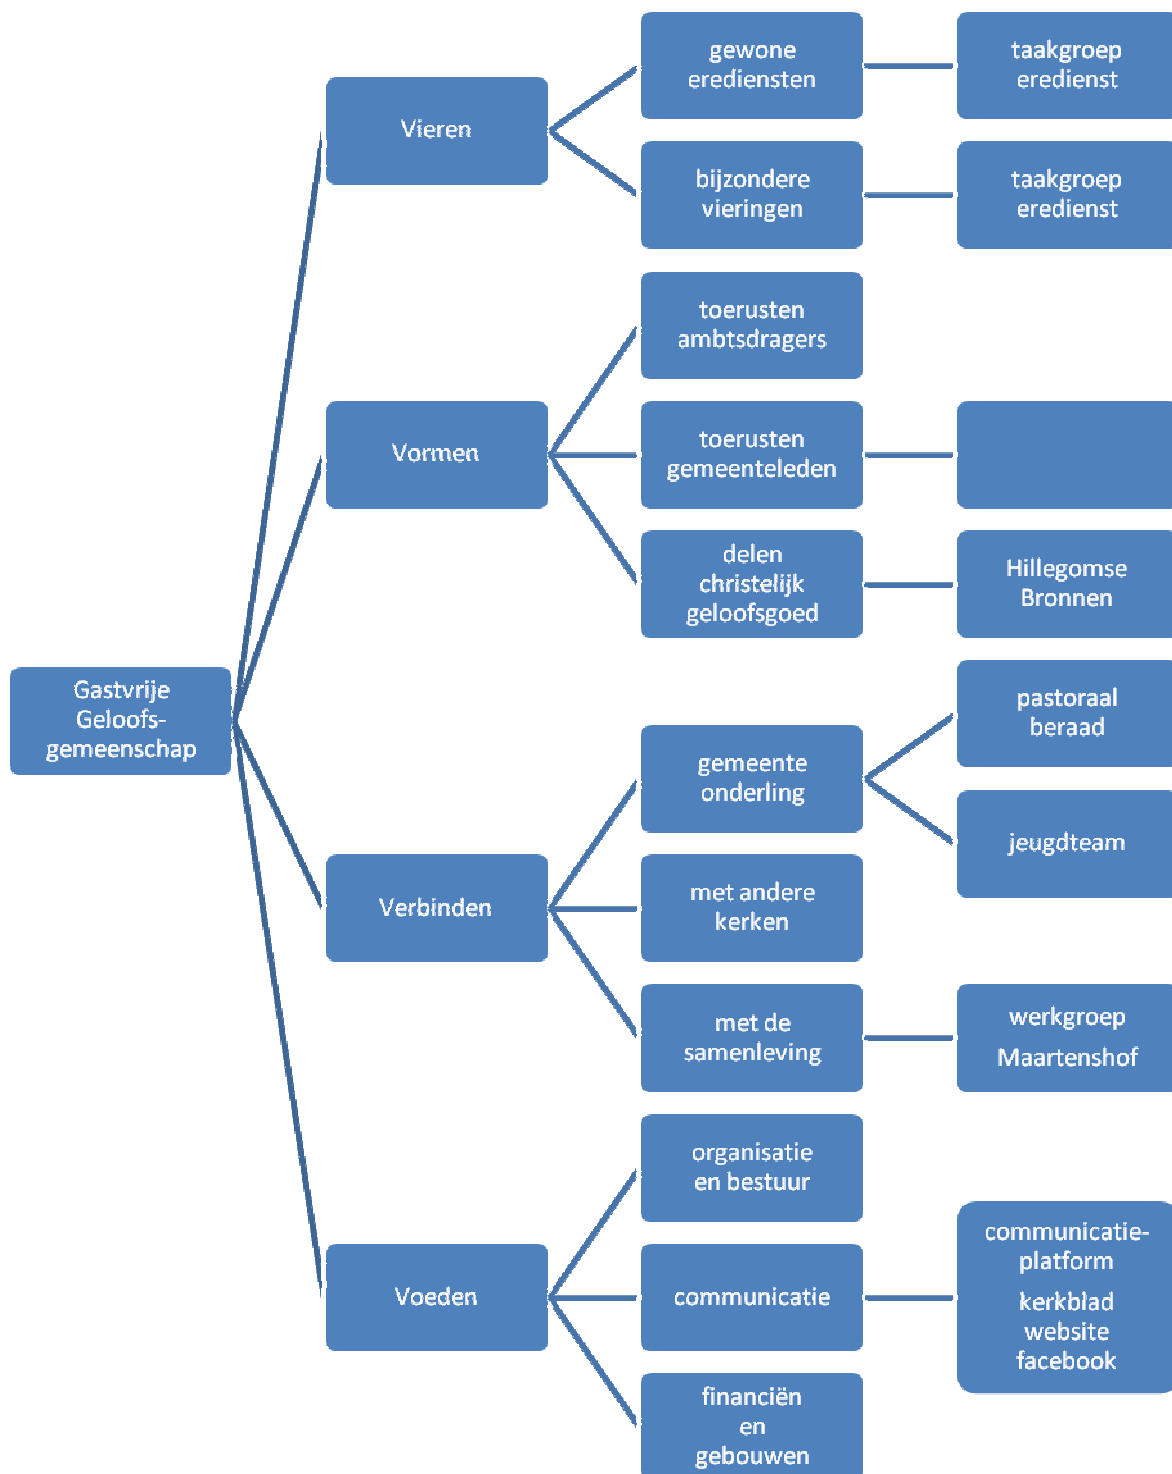 Gastvrije
Geloofs-
gemeenschap
Vieren
gewone
erediensten
taakgroep
eredienst
bijzondere
vieringen
taakgroep
eredienst
Vormen
toerusten
ambtsdragers
toerusten
gemeenteleden
delen
christelijk
geloofsgoed
Hillegomse
Bronnen
Verbinden
gemeente
onderling
pastoraal
beraad
jeugdteam
met andere
kerken
met de
samenleving
werkgroep
Maartenshof
Voeden
organisatie
en bestuur
communicatie
communicatie-
platform
kerkblad
website
facebook
financiën
en
gebouwen